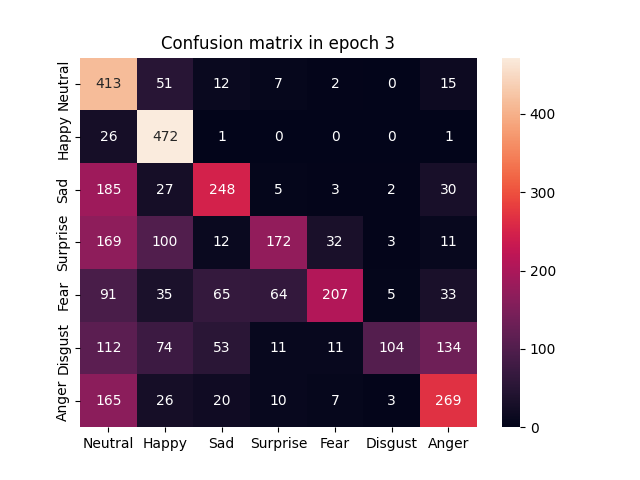 Confusion matrix in epoch 3
Neutral 413 51 12 7 2 0 15
Happy 26 472 1 0 0 0 1
Sad 185 27 248 5 3 2 30
Surprise 169 100 12 172 32 3 11
Fear 91 35 65 64 207 5 33
Disgust 112 74 53 11 11 104 134
Anger 165 26 20 10 7 3 269
Neutral Happy Sad Surprise Fear Disgust Anger
400
300
200
100
0